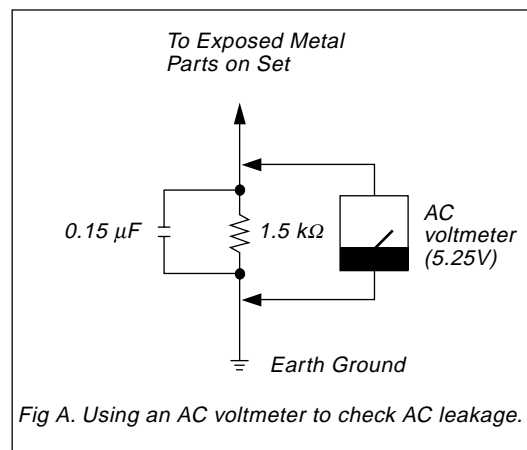 To Exposed Metal
Parts on Set
0.15 µF
1.5 kΩ
AC
voltmeter
(5.25V)
Earth Ground
Fig A. Using an AC voltmeter to check AC leakage.